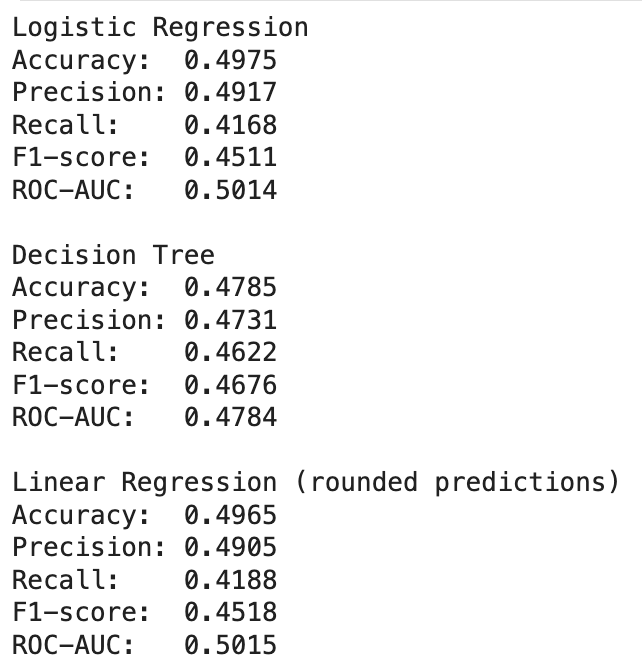 Logistic Regression
Accuracy:  0.4975
Precision: 0.4917
Recall:    0.4168
F1-score:  0.4511
ROC-AUC:   0.5014

Decision Tree
Accuracy:  0.4785
Precision: 0.4731
Recall:    0.4622
F1-score:  0.4676
ROC-AUC:   0.4784

Linear Regression (rounded predictions)
Accuracy:  0.4965
Precision: 0.4905
Recall:    0.4188
F1-score:  0.4518
ROC-AUC:   0.5015